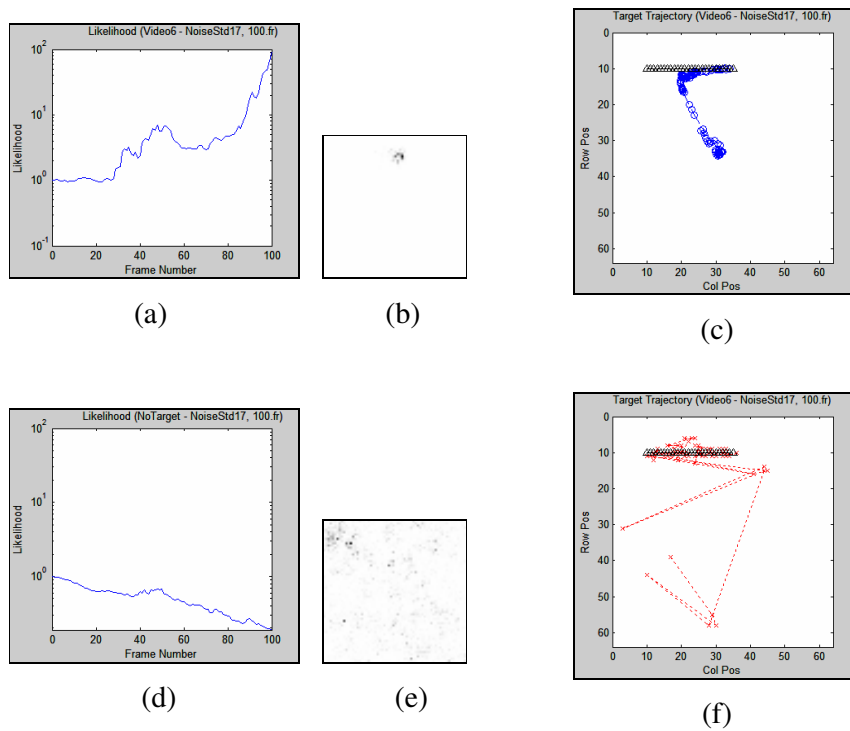 Likelihood (Video6 - NoiseStd17, 100.fr)
10^2
10^1
10^0
10^-1
Likelihood
0 20 40 60 80 100
Frame Number
(a)
(b)
Target Trajectory (Video6 - NoiseStd17, 100.fr)
0
10
20
30
40
50
60
Row Pos
0 10 20 30 40 50 60
Col Pos
(c)
Likelihood (NoTarget - NoiseStd17, 100.fr)
10^2
10^1
10^0
Likelihood
0 20 40 60 80 100
Frame Number
(d)
(e)
Target Trajectory (Video6 - NoiseStd17, 100.fr)
0
10
20
30
40
50
60
Row Pos
0 10 20 30 40 50 60
Col Pos
(f)